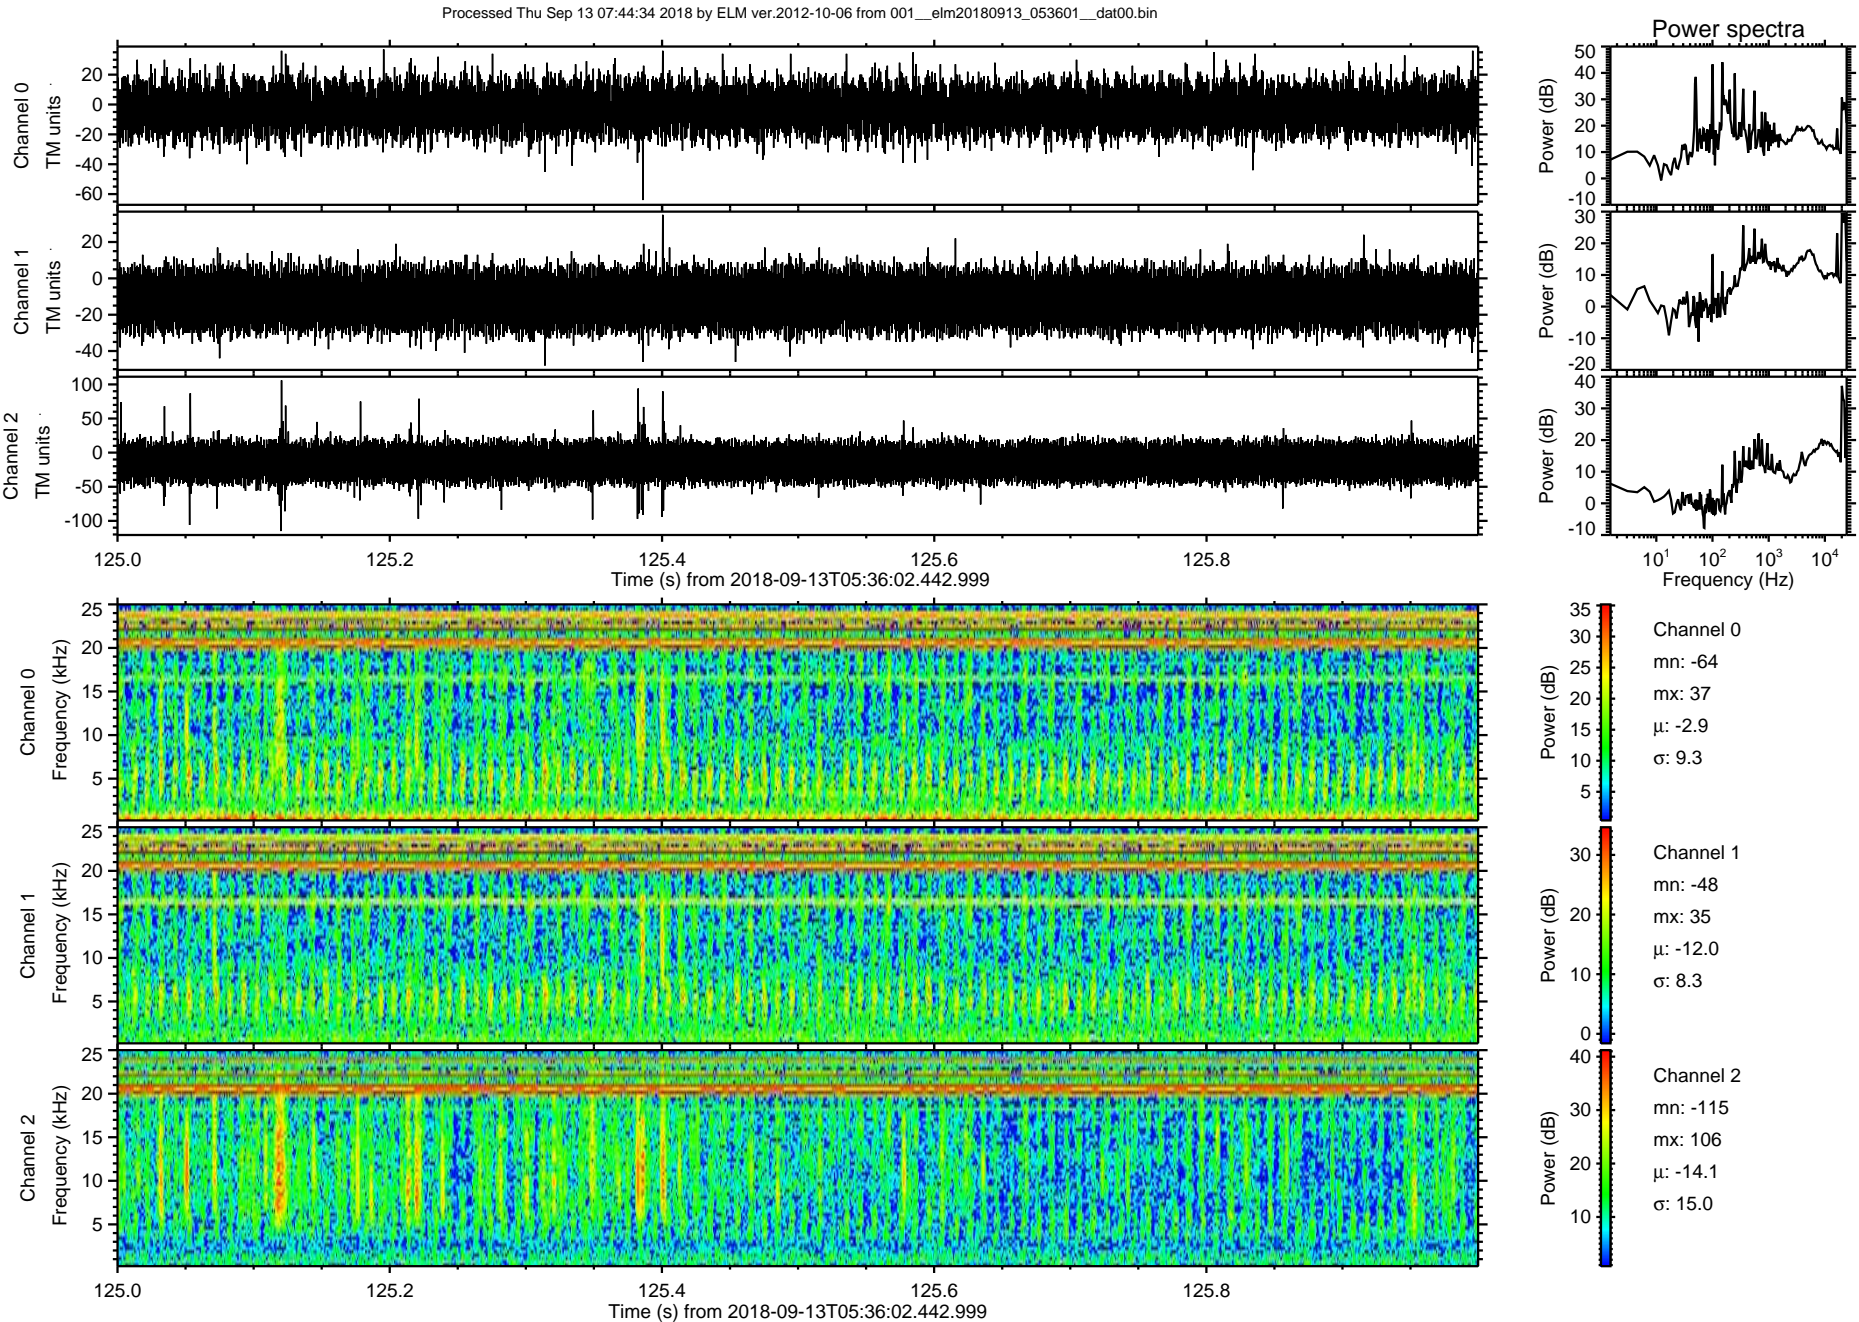 Processed Thu Sep 13 07:44:34 2018 by ELM ver.2012-10-06 from 001__elm20180913_053601__dat00.bin
Power spectra
Channel 0
TM units
20
0
-20
-40
-60
Power (dB)
50
40
30
20
10
0
-10
Channel 1
TM units
20
0
-20
-40
Power (dB)
30
20
10
0
-10
-20
Channel 2
TM units
100
50
0
-50
-100
Power (dB)
40
30
20
10
0
-10
125.0 125.2 125.4 125.6 125.8
Time (s) from 2018-09-13T05:36:02.442.999
10^1 10^2 10^3 10^4
Frequency (Hz)
Channel 0
Frequency (kHz)
25
20
15
10
5
Power (dB)
35
30
25
20
15
10
5
Channel 0
mn: -64
mx: 37
μ: -2.9
σ: 9.3
Channel 1
Frequency (kHz)
25
20
15
10
5
Power (dB)
30
20
10
0
Channel 1
mn: -48
mx: 35
μ: -12.0
σ: 8.3
Channel 2
Frequency (kHz)
25
20
15
10
5
Power (dB)
40
30
20
10
Channel 2
mn: -115
mx: 106
μ: -14.1
σ: 15.0
125.0 125.2 125.4 125.6 125.8
Time (s) from 2018-09-13T05:36:02.442.999